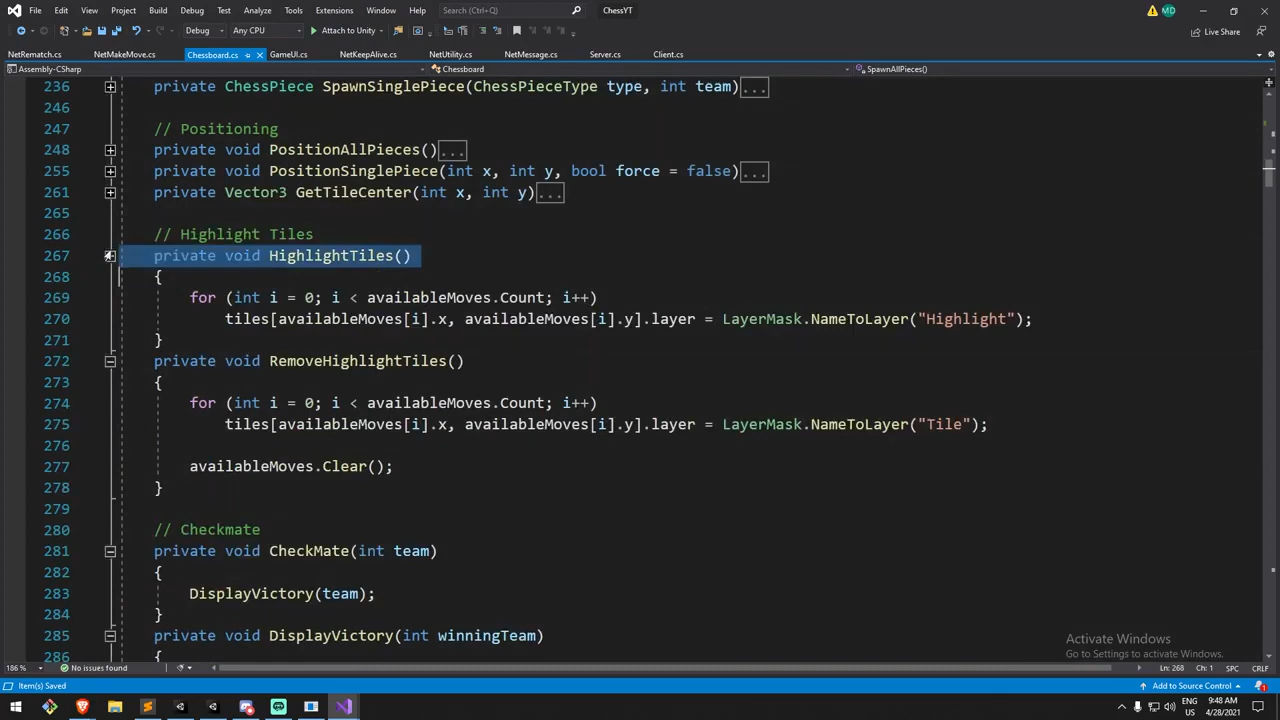 File Edit View Project Build Debug Test Analyze Tools Extensions Window Help Search (Ctrl+Q) ChessYT MD
Debug Any CPU Attach to Unity Live Share
NetRematch.cs NetMakeMove.cs Chessboard.cs GameUI.cs NetKeepAlive.cs NetUtility.cs NetMessage.cs Server.cs Client.cs
Assembly-CSharp Chessboard SpawnAllPieces()
236 private ChessPiece SpawnSinglePiece(ChessPieceType type, int team)...
246
247 // Positioning
248 private void PositionAllPieces()...
255 private void PositionSinglePiece(int x, int y, bool force = false)...
261 private Vector3 GetTileCenter(int x, int y)...
265
266 // Highlight Tiles
267 private void HighlightTiles()
268 {
269 for (int i = 0; i < availableMoves.Count; i++)
270 tiles[availableMoves[i].x, availableMoves[i].y].layer = LayerMask.NameToLayer("Highlight");
271 }
272 private void RemoveHighlightTiles()
273 {
274 for (int i = 0; i < availableMoves.Count; i++)
275 tiles[availableMoves[i].x, availableMoves[i].y].layer = LayerMask.NameToLayer("Tile");
276
277 availableMoves.Clear();
278 }
279
280 // Checkmate
281 private void CheckMate(int team)
282 {
283 DisplayVictory(team);
284 }
285 private void DisplayVictory(int winningTeam)
286 {
Activate Windows
Go to Settings to activate Windows.
186 % No issues found Ln: 268 Ch: 1 SPC CRLF
Item(s) Saved Add to Source Control 1
ENG 9:48 AM
US 4/28/2021